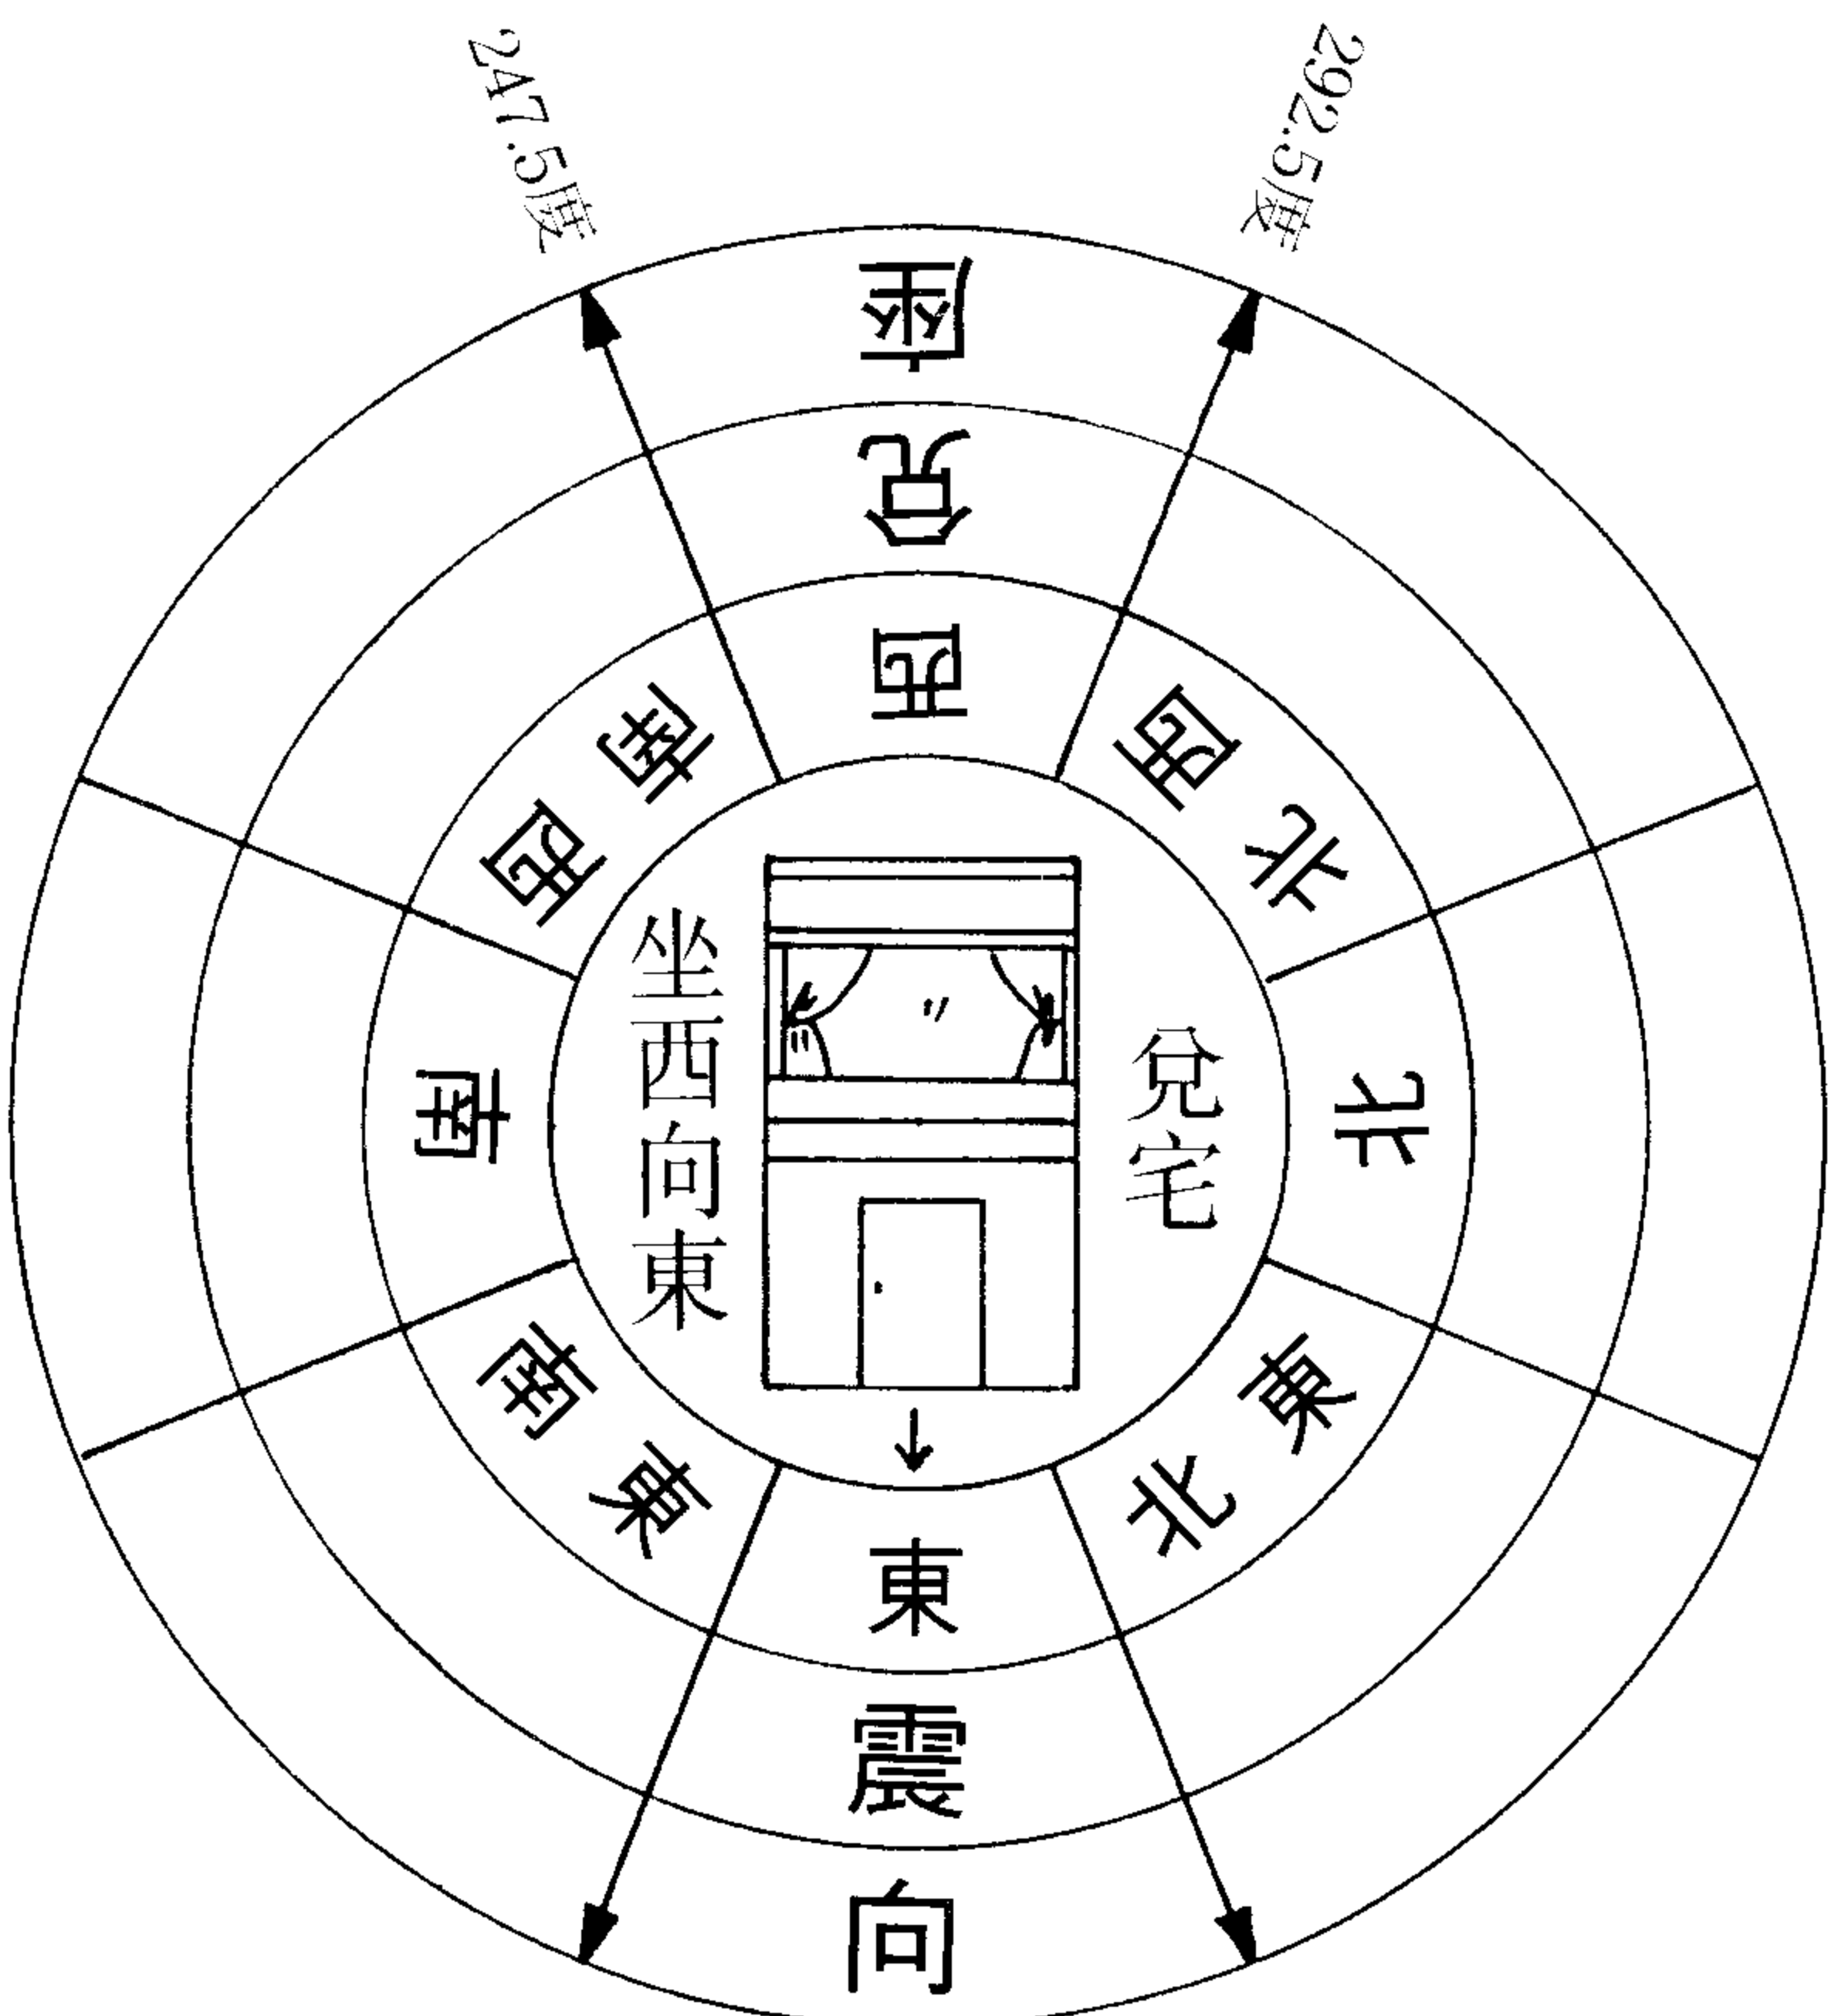 247.5度
292.5度
座
兌
西
西南
西北
坐西向東
兌宅
南
北
東南
東北
東
震
向